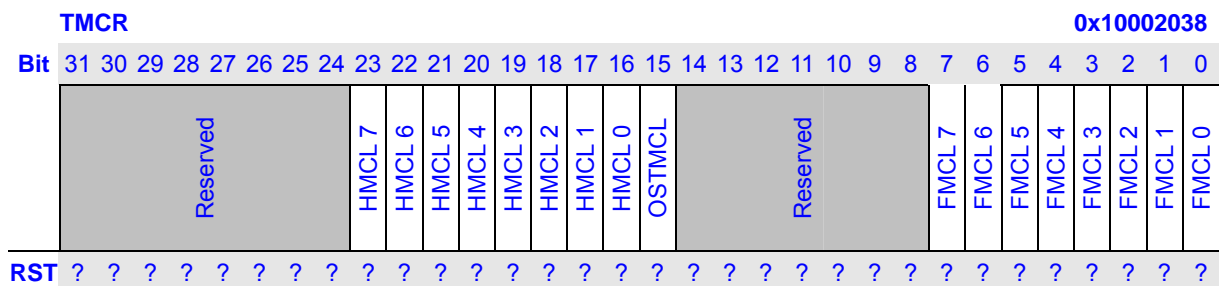 TMCR 0x10002038
Bit 31 30 29 28 27 26 25 24 23 22 21 20 19 18 17 16 15 14 13 12 11 10 9 8 7 6 5 4 3 2 1 0
Reserved
HMCL 7
HMCL 6
HMCL 5
HMCL 4
HMCL 3
HMCL 2
HMCL 1
HMCL 0
OSTMCL
Reserved
FMCL 7
FMCL 6
FMCL 5
FMCL 4
FMCL 3
FMCL 2
FMCL 1
FMCL 0
RST ? ? ? ? ? ? ? ? ? ? ? ? ? ? ? ? ? ? ? ? ? ? ? ? ? ? ? ? ? ? ? ?